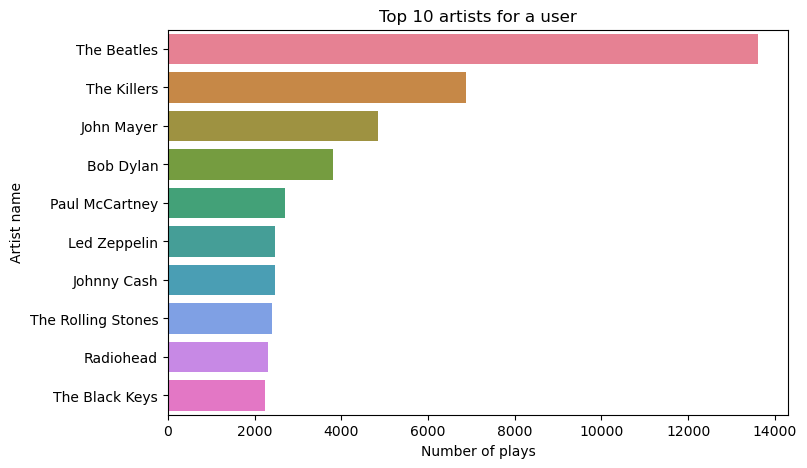 Top 10 artists for a user
Artist name
The Beatles
The Killers
John Mayer
Bob Dylan
Paul McCartney
Led Zeppelin
Johnny Cash
The Rolling Stones
Radiohead
The Black Keys
0 2000 4000 6000 8000 10000 12000 14000
Number of plays